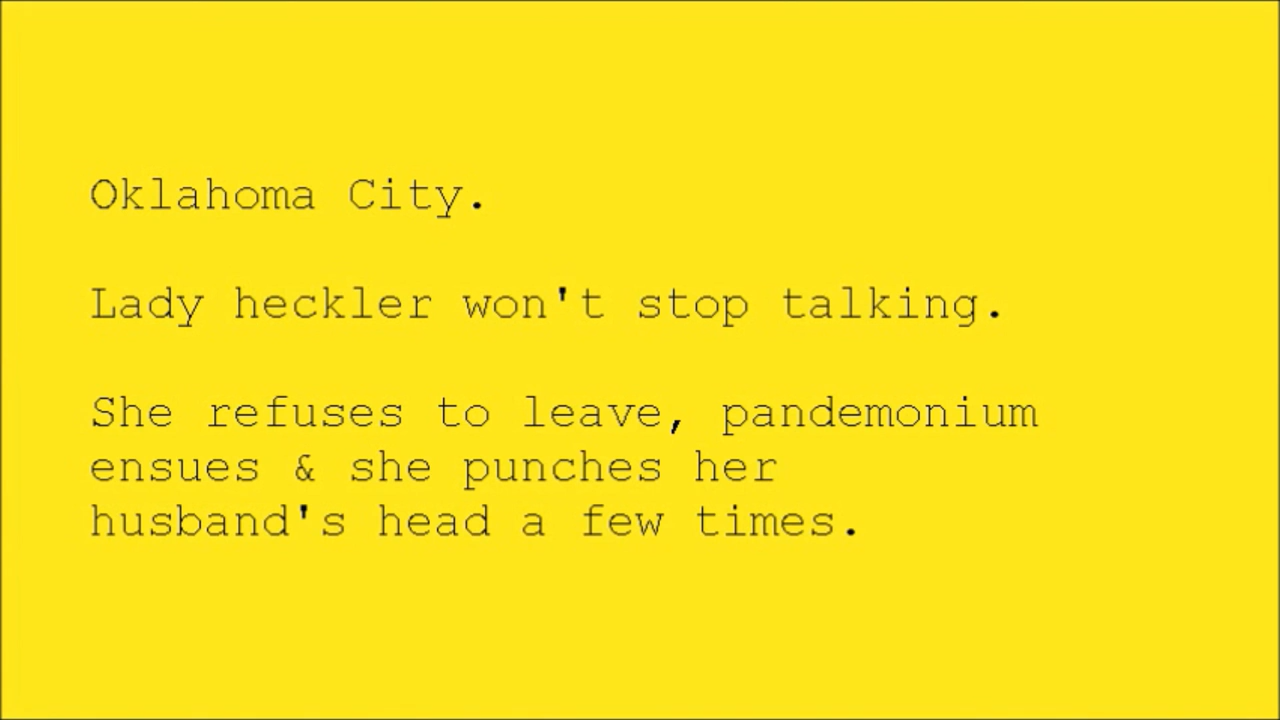 Oklahoma City.
Lady heckler won't stop talking.
She refuses to leave, pandemonium
ensues & she punches her
husband's head a few times.